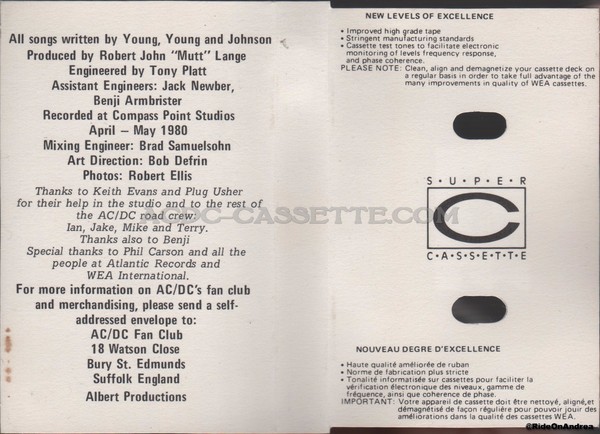 All songs written by Young, Young and Johnson
Produced by Robert John "Mutt" Lange
Engineered by Tony Platt
Assistant Engineers: Jack Newber,
Benji Armbrister
Recorded at Compass Point Studios
April – May 1980
Mixing Engineer: Brad Samuelsohn
Art Direction: Bob Defrin
Photos: Robert Ellis
Thanks to Keith Evans and Plug Usher
for their help in the studio and to the rest of
the AC/DC road crew:
Ian, Jake, Mike and Terry.
Thanks also to Benji
Special thanks to Phil Carson and all the
people at Atlantic Records and
WEA International.
For more information on AC/DC's fan club
and merchandising, please send a self-
addressed envelope to:
AC/DC Fan Club
18 Watson Close
Bury St. Edmunds
Suffolk England
Albert Productions
NEW LEVELS OF EXCELLENCE
• Improved high grade tape
• Stringent manufacturing standards
• Cassette test tones to facilitate electronic
monitoring of levels frequency response,
and phase coherence.
PLEASE NOTE: Clean, align and demagnetize your cassette deck on
a regular basis in order to take full advantage of the
many improvements in quality of WEA cassettes.
S•U•P•E•R
C
C•A•S•S•E•T•T•E
NOUVEAU DEGRE D'EXCELLENCE
• Haute qualité améliorée de ruban
• Norme de fabrication plus stricte
• Tonalité informatisée sur cassettes pour faciliter la
vérification électronique des niveaux, gamme de
fréquence, ainsi que coherence de phase.
IMPORTANT: Votre appareil de cassette doit être nettoyé, aligné, et
démagnétisé de façon régulière pour pouvoir jouir des
améliorations dans la qualité des cassettes WEA.
ACDC-CASSETTE.COM
@RideOnAndrea